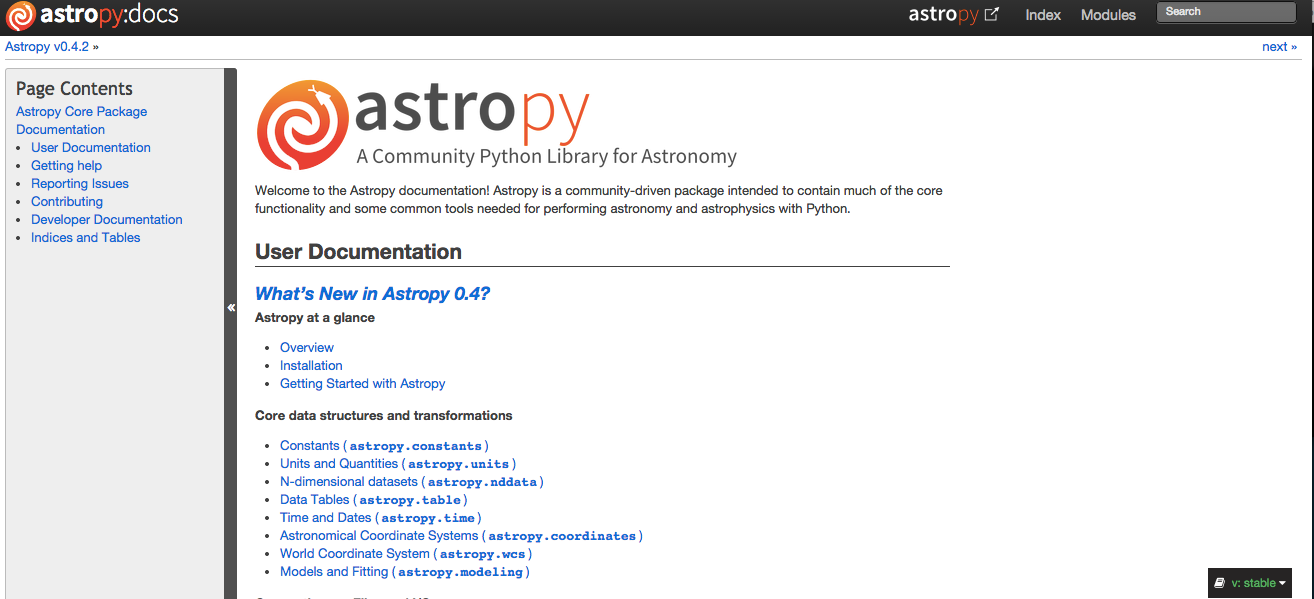 astropy:docs
astropy Index Modules Search
Astropy v0.4.2 »
next »
Page Contents
Astropy Core Package
Documentation
• User Documentation
• Getting help
• Reporting Issues
• Contributing
• Developer Documentation
• Indices and Tables
«
astropy
A Community Python Library for Astronomy
Welcome to the Astropy documentation! Astropy is a community-driven package intended to contain much of the core
functionality and some common tools needed for performing astronomy and astrophysics with Python.
User Documentation
What's New in Astropy 0.4?
Astropy at a glance
• Overview
• Installation
• Getting Started with Astropy
Core data structures and transformations
• Constants (astropy.constants)
• Units and Quantities (astropy.units)
• N-dimensional datasets (astropy.nddata)
• Data Tables (astropy.table)
• Time and Dates (astropy.time)
• Astronomical Coordinate Systems (astropy.coordinates)
• World Coordinate System (astropy.wcs)
• Models and Fitting (astropy.modeling)
v: stable